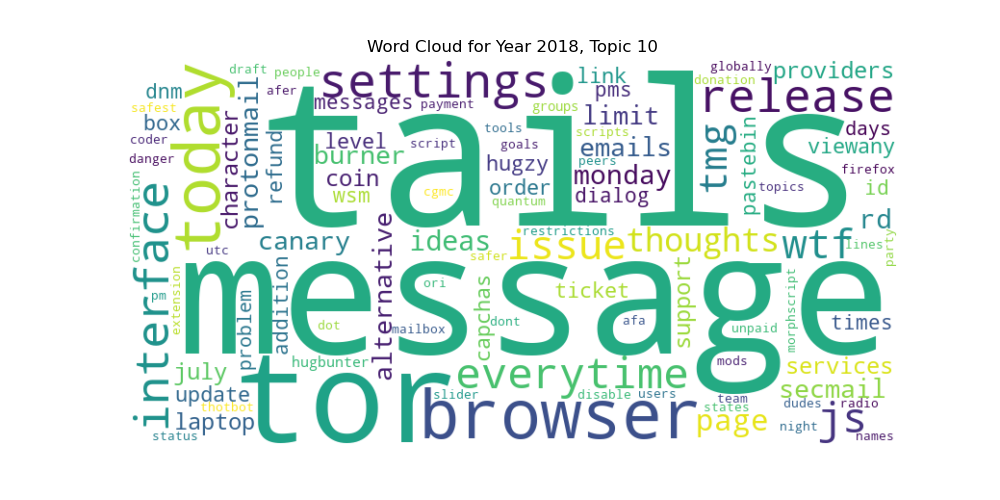 Word Cloud for Year 2018, Topic 10
draft people
globally
dnm
today
afer
settings
link
providers
safest
messages
payment
groups
pms
donation
release
box
coder
character
protonmail
refund
tails
level
script
tools
goals
scripts
limit
emails
tmg
pastebin
days
viewany
danger
burner
hugzy
peers
firefox
coin
cgmc
order
monday
topics
id
wsm
quantum
dialog
rd
confirmation
interface
utc
canary
alternative
ideas
safer
issue
restrictions
thoughts
wtf
lines
party
pm
extension
message
ori
ticket
support
morphscript
problem
addition
dot
mailbox
capchas
dont
afa
unpaid
times
july
hugbunter
tor
everytime
mods
services
update
slider
disable
users
team
secmail
thotbot
laptop
browser
states
page
dudes
radio
js
status
night
names